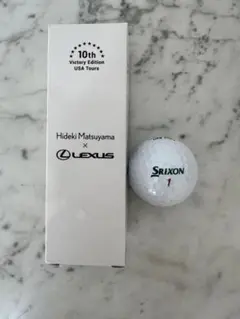 10th
Victory Edition
USA Tours
Hideki Matsuyama
×
LEXUS
SRIXON
1